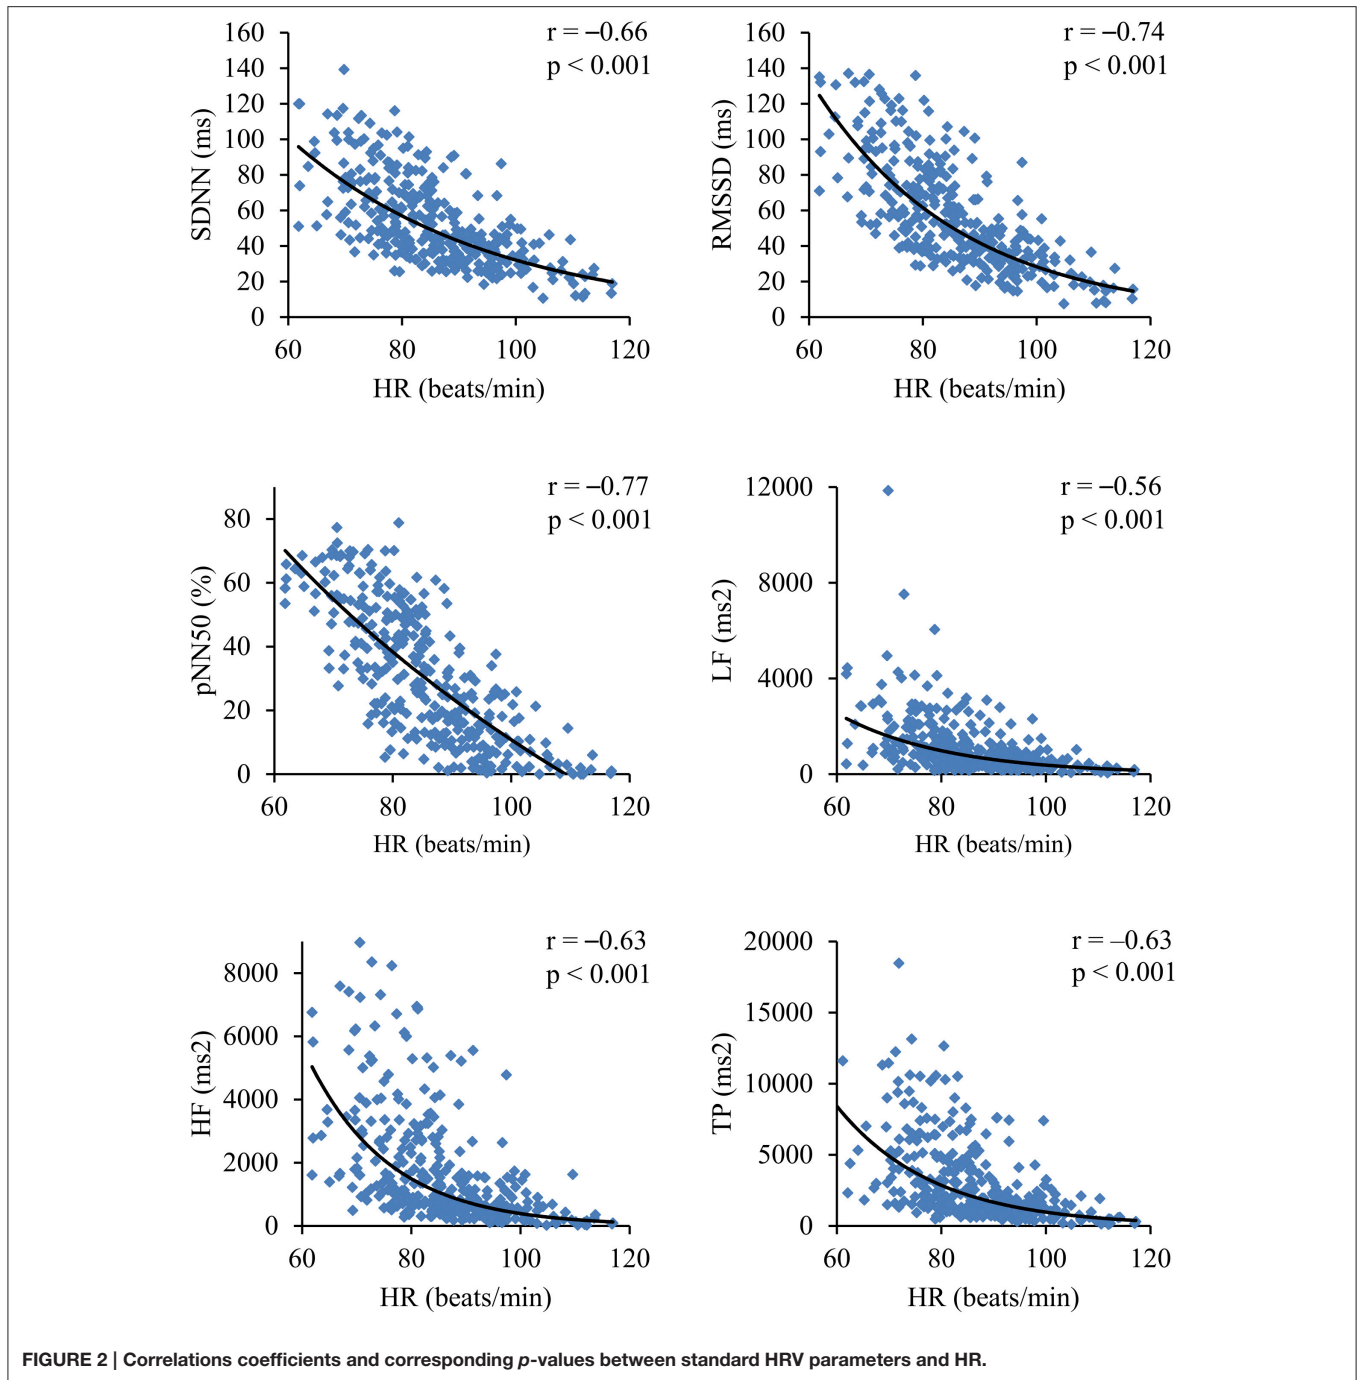 r = –0.66
p < 0.001
160
140
120
100
80
60
40
20
0
SDNN (ms)
60 80 100 120
HR (beats/min)
r = –0.74
p < 0.001
160
140
120
100
80
60
40
20
0
RMSSD (ms)
60 80 100 120
HR (beats/min)
r = –0.77
p < 0.001
80
60
40
20
0
pNN50 (%)
60 80 100 120
HR (beats/min)
r = –0.56
p < 0.001
12000
8000
4000
0
LF (ms2)
60 80 100 120
HR (beats/min)
r = –0.63
p < 0.001
8000
6000
4000
2000
0
HF (ms2)
60 80 100 120
HR (beats/min)
r = –0.63
p < 0.001
20000
15000
10000
5000
0
TP (ms2)
60 80 100 120
HR (beats/min)
FIGURE 2 | Correlations coefficients and corresponding p-values between standard HRV parameters and HR.